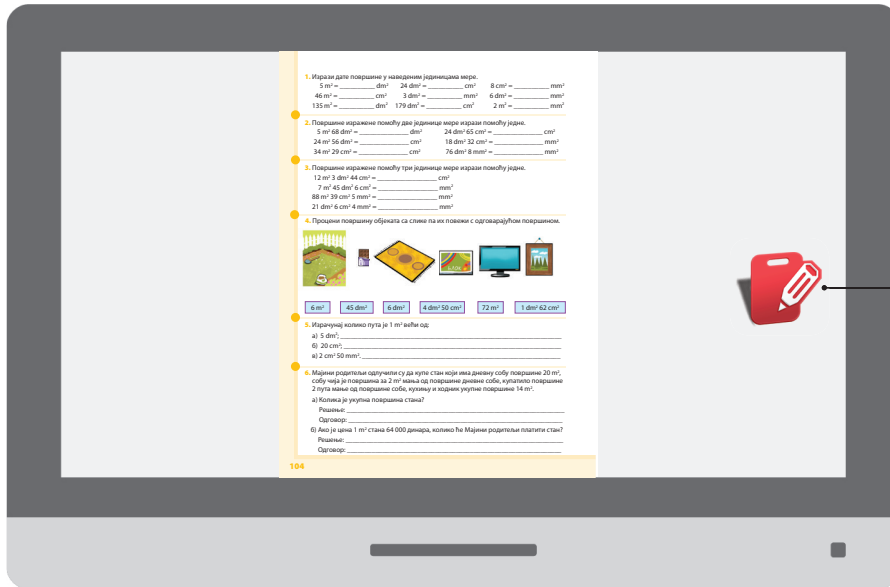 1. Изрази дате површине у наведеним јединицама мере.
5 m² = __________ dm² 24 dm² = __________ cm² 8 cm² = __________ mm²
46 m² = __________ cm² 3 dm² = __________ mm² 6 dm² = __________ mm²
135 m² = __________ dm² 179 dm² = __________ cm² 2 m² = __________ mm²
2. Површине изражене помоћу две јединице мере изрази помоћу једне.
5 m² 68 dm² = ______________ dm² 24 dm² 65 cm² = ______________ cm²
24 m² 56 dm² = ______________ cm² 18 dm² 32 cm² = ______________ mm²
34 m² 29 cm² = ______________ cm² 76 dm² 8 mm² = ______________ mm²
3. Површине изражене помоћу три јединице мере изрази помоћу једне.
12 m² 3 dm² 44 cm² = _________________ cm²
7 m² 45 dm² 6 cm² = _________________ mm²
88 m² 39 cm² 5 mm² = _________________ mm²
21 dm² 6 cm² 4 mm² = _________________ mm²
4. Процени површину објеката са слике па их повежи с одговарајућом површином.
6 m² 45 dm² 6 dm² 4 dm² 50 cm² 72 m² 1 dm² 62 cm²
5. Израчунај колико пута је 1 m² већи од:
а) 5 dm²; ______________________________
б) 20 cm²; ______________________________
в) 2 cm² 50 mm². ______________________________
6. Мајини родитељи одлучили су да купе стан који има дневну собу површине 20 m²,
собу чија је површина за 2 m² мања од површине дневне собе, купатило површине
2 пута мање од површине собе, кухињу и ходник укупне површине 14 m².
а) Колика је укупна површина стана?
Решење: ______________________________
Одговор: ______________________________
б) Ако је цена 1 m² стана 64 000 динара, колико ће Мајини родитељи платити стан?
Решење: ______________________________
Одговор: ______________________________
104